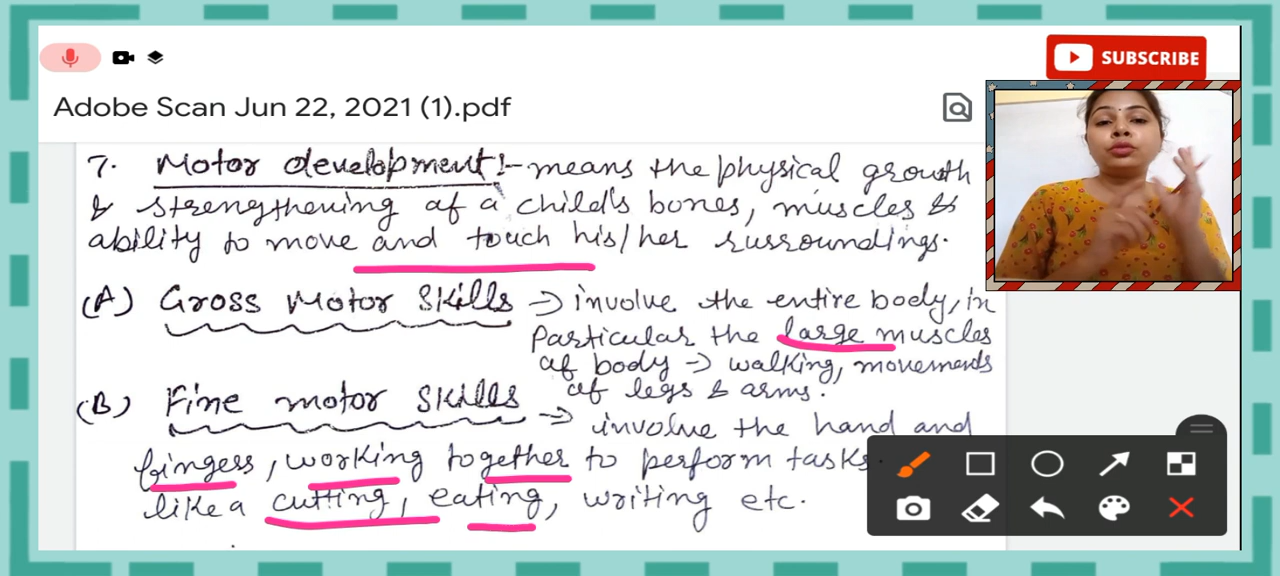 SUBSCRIBE
Adobe Scan Jun 22, 2021 (1).pdf
7. Motor development :- means the physical growth
& strengthening of a child's bones, muscles &
ability to move and touch his/her surroundings.
(A) Gross Motor Skills → involve the entire body, in
particular the large muscles
of body → walking, movements
of legs & arms.
(B) Fine motor Skills → involve the hand and
fingers, working together to perform tasks
like a cutting, eating, writing etc.